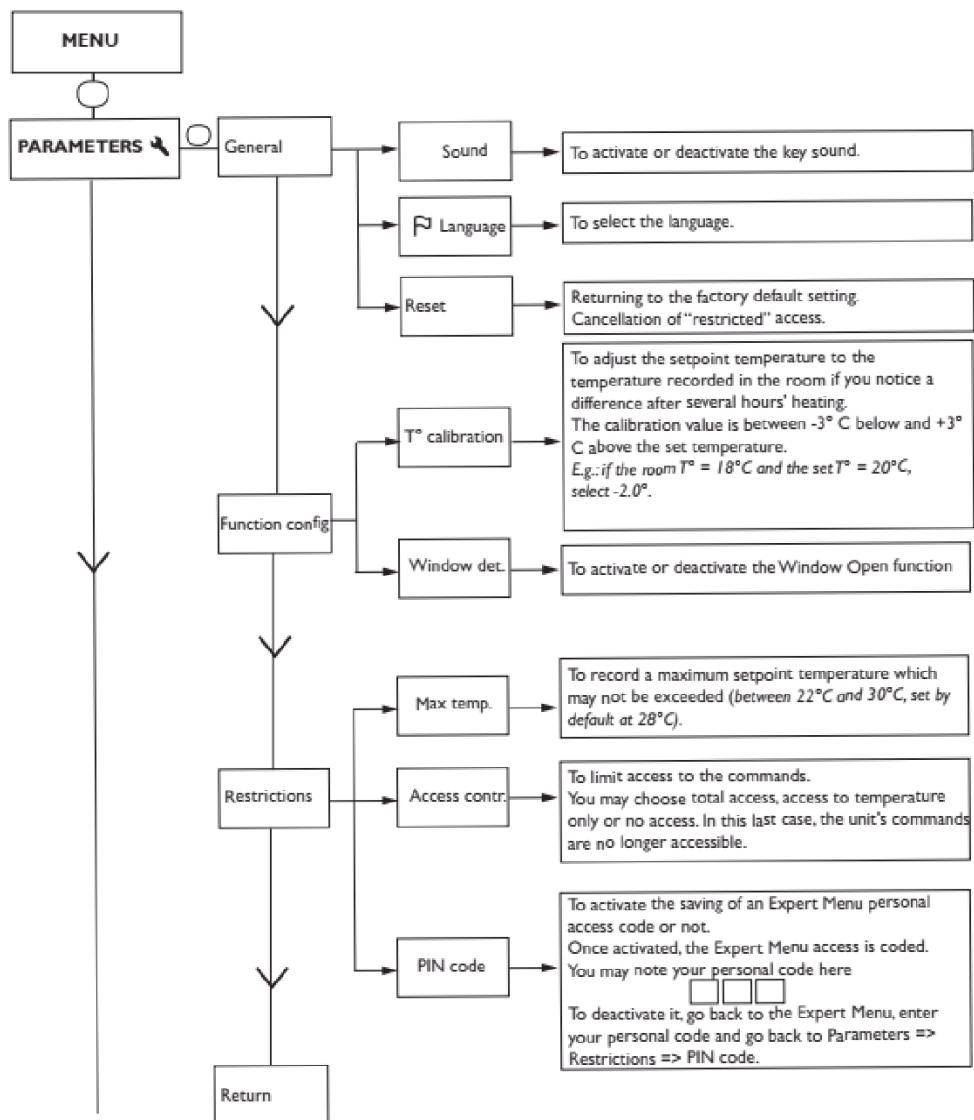 MENU
PARAMETERS
General
Sound
To activate or deactivate the key sound.
Language
To select the language.
Reset
Returning to the factory default setting.
Cancellation of "restricted" access.
Function config
T° calibration
To adjust the setpoint temperature to the
temperature recorded in the room if you notice a
difference after several hours' heating.
The calibration value is between -3° C below and +3°
C above the set temperature.
E.g.: if the room T° = 18°C and the set T° = 20°C,
select -2.0°.
Window det.
To activate or deactivate the Window Open function
Restrictions
Max temp.
To record a maximum setpoint temperature which
may not be exceeded (between 22°C and 30°C, set by
default at 28°C).
Access contr.
To limit access to the commands.
You may choose total access, access to temperature
only or no access. In this last case, the unit's commands
are no longer accessible.
PIN code
To activate the saving of an Expert Menu personal
access code or not.
Once activated, the Expert Menu access is coded.
You may note your personal code here
To deactivate it, go back to the Expert Menu, enter
your personal code and go back to Parameters =>
Restrictions => PIN code.
Return